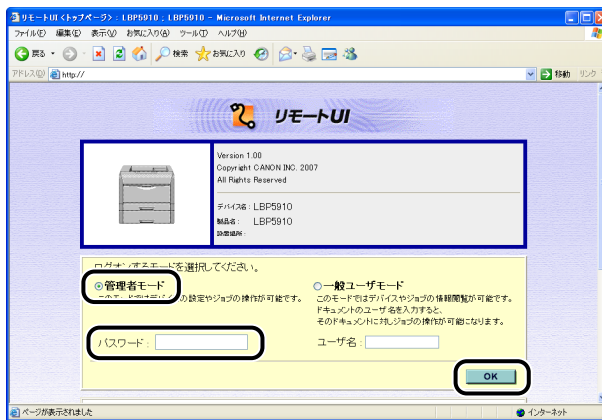 リモートUI <トップページ> : LBP5910 ; LBP5910 - Microsoft Internet Explorer
ファイル(F) 編集(E) 表示(V) お気に入り(A) ツール(T) ヘルプ(H)
戻る 検索 お気に入り
アドレス(D) http:// 移動 リンク
リモートUI
Version 1.00
Copyright CANON INC. 2007
All Rights Reserved
デバイス名 : LBP5910
製品名 : LBP5910
設置場所 :
ログオンするモードを選択してください。
管理者モード
このモードではデバイスの設定やジョブの操作が可能です。
パスワード :
一般ユーザモード
このモードではデバイスやジョブの情報閲覧が可能です。
ドキュメントのユーザ名を入力すると、
そのドキュメントに対しジョブの操作が可能になります。
ユーザ名 :
OK
ページが表示されました インターネット